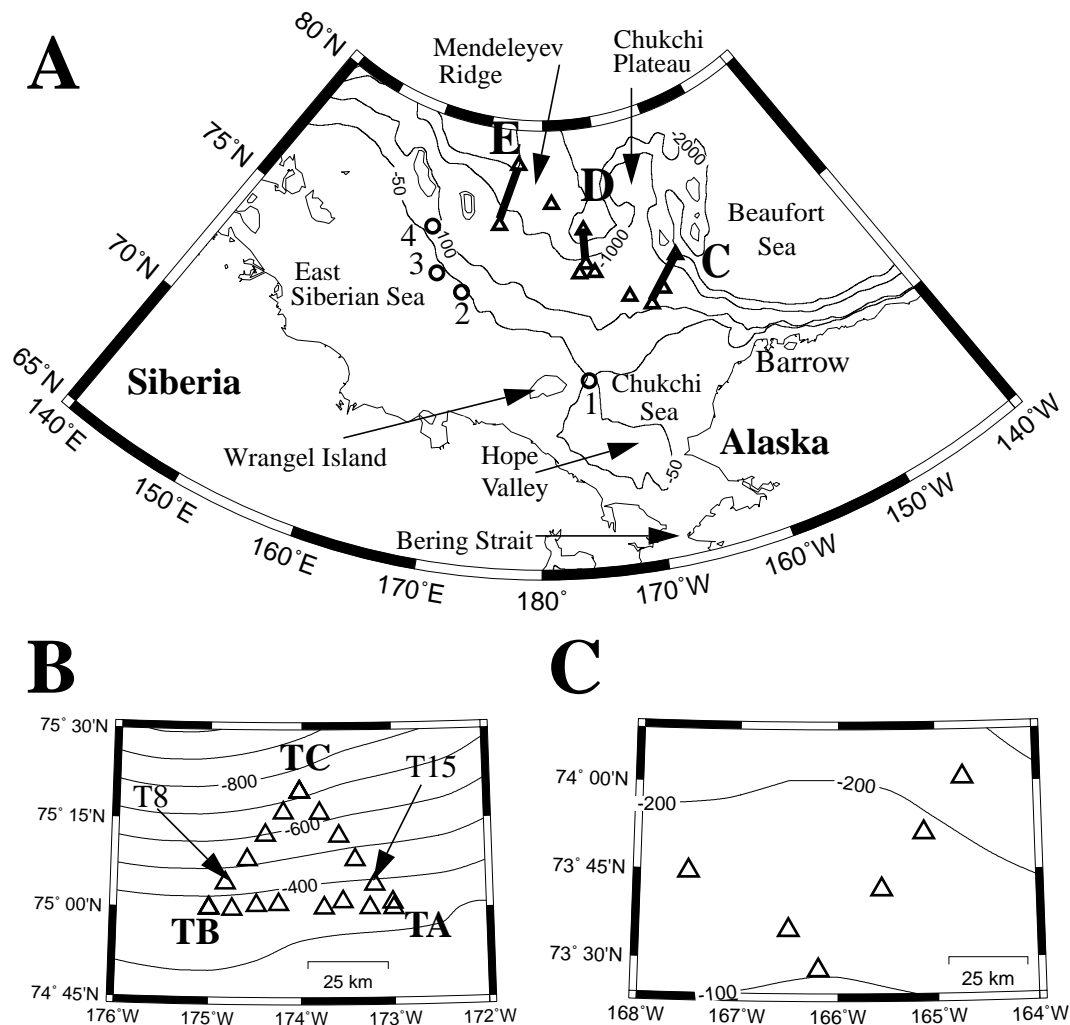 A
80˚N
75˚N
70˚N
65˚N
140˚E
150˚E
160˚E
170˚E
180˚
170˚W
160˚W
150˚W
140˚W
Mendeleyev
Ridge
Chukchi
Plateau
E
D
C
-2000
-50
100
-1000
Beaufort
Sea
4
3
2
1
East
Siberian Sea
Siberia
Barrow
Chukchi
Sea
Wrangel Island
Hope
Valley
Alaska
-50
Bering Strait
B
75˚ 30'N
75˚ 15'N
75˚ 00'N
74˚ 45'N
176˚W
175˚W
174˚W
173˚W
172˚W
TC
T15
T8
-800
-600
-400
TB
TA
25 km
C
74˚ 00'N
73˚ 45'N
73˚ 30'N
168˚W
167˚W
166˚W
165˚W
164˚W
-200
-200
-100
25 km